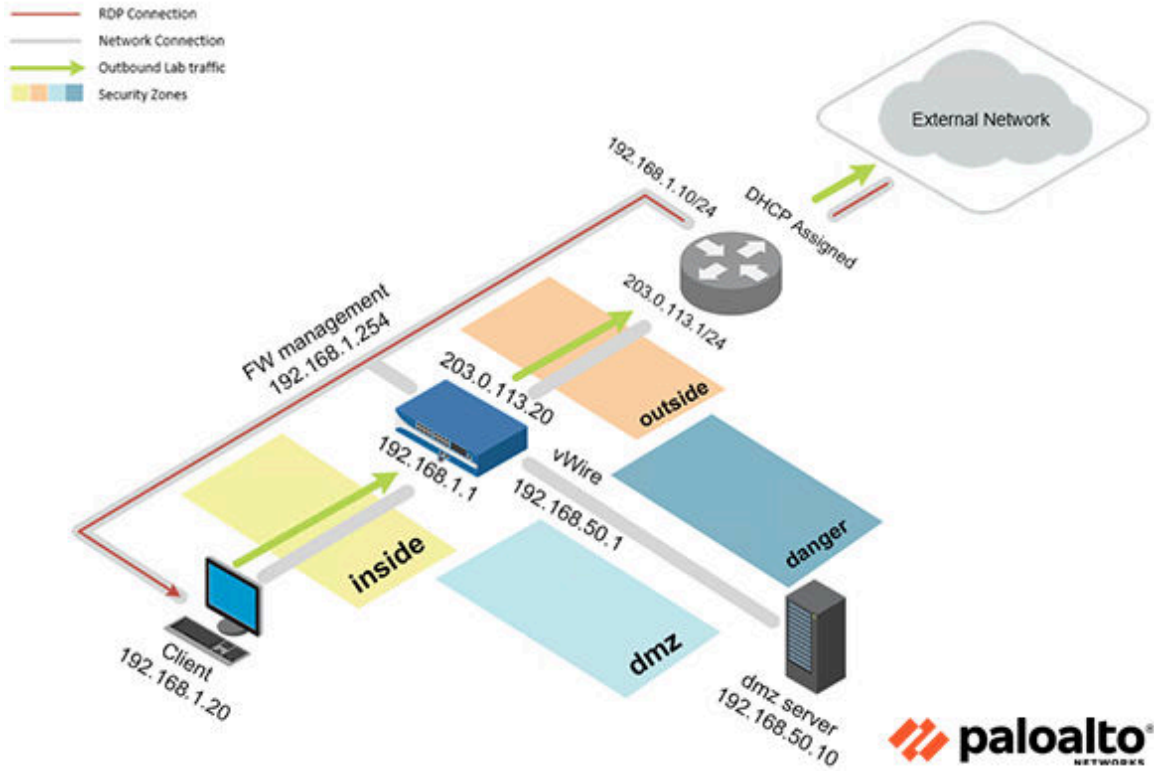 RDP Connection
Network Connection
Outbound Lab traffic
Security Zones
External Network
192.168.1.10/24
DHCP Assigned
203.0.113.1/24
FW management
192.168.1.254
203.0.113.20
outside
192.168.1.1
vWire
192.168.50.1
danger
inside
dmz
Client
192.168.1.20
dmz server
192.168.50.10
paloalto®
NETWORKS